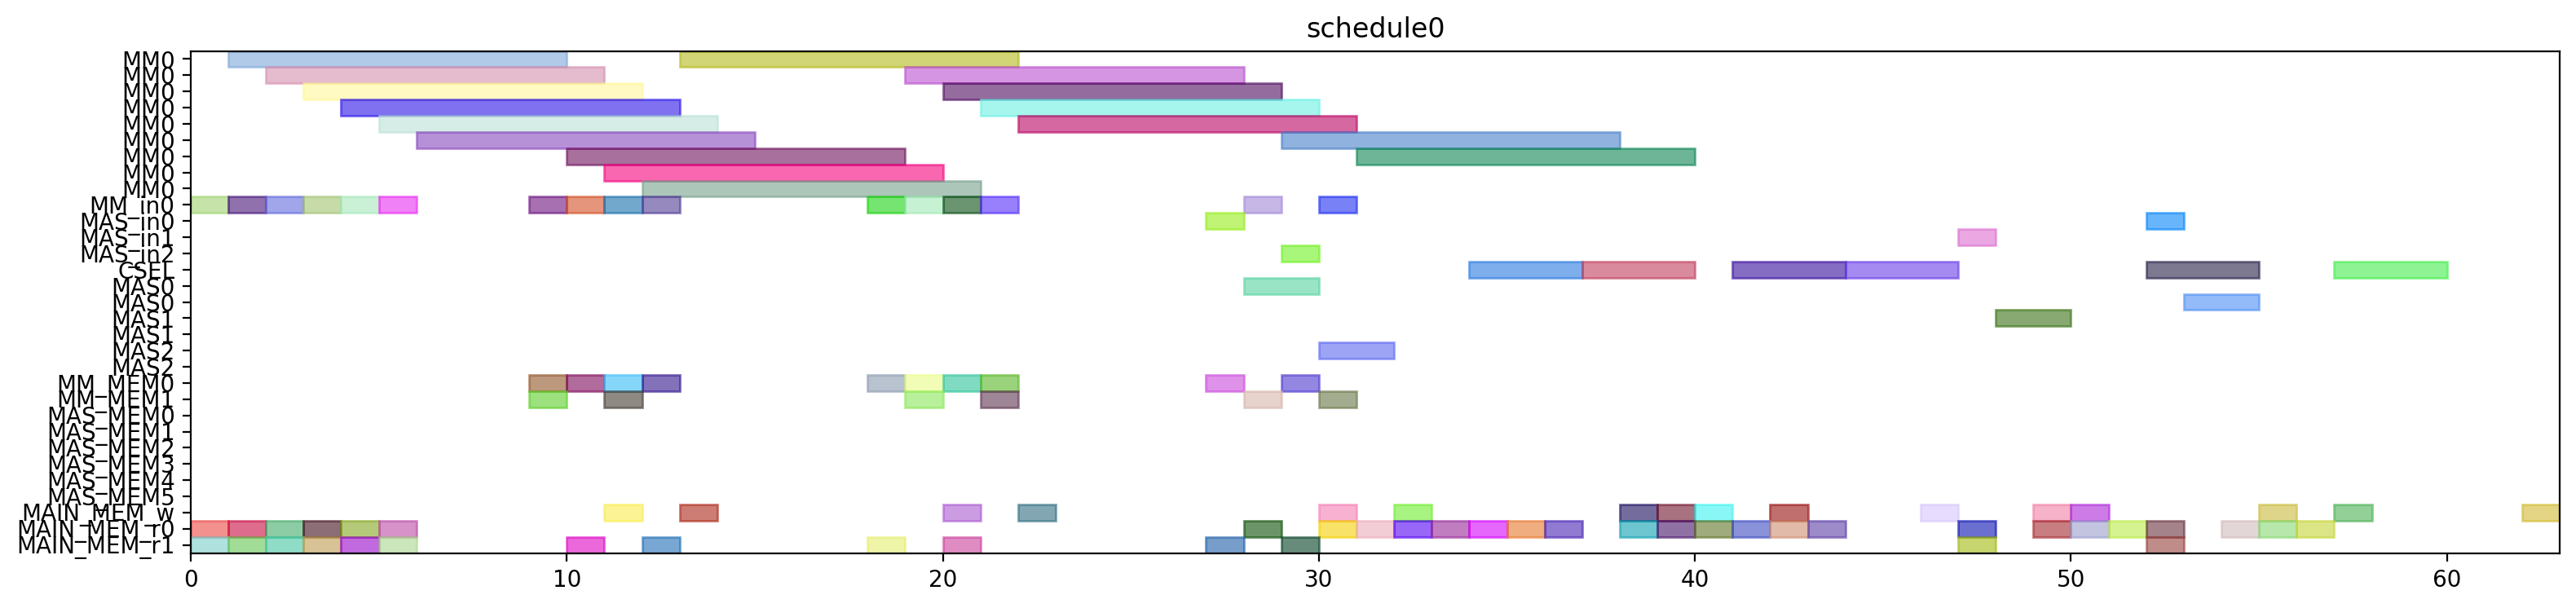 schedule0
MM0
MM0
MM0
MM0
MM0
MM0
MM0
MM0
MM0
MM_in0
MAS_in0
MAS_in1
MAS_in2
CSEL
MAS0
MAS0
MAS1
MAS1
MAS2
MAS2
MM_MEM0
MM_MEM1
MAS_MEM0
MAS_MEM1
MAS_MEM2
MAS_MEM3
MAS_MEM4
MAS_MEM5
MAIN_MEM_w
MAIN_MEM_r0
MAIN_MEM_r1
0 10 20 30 40 50 60